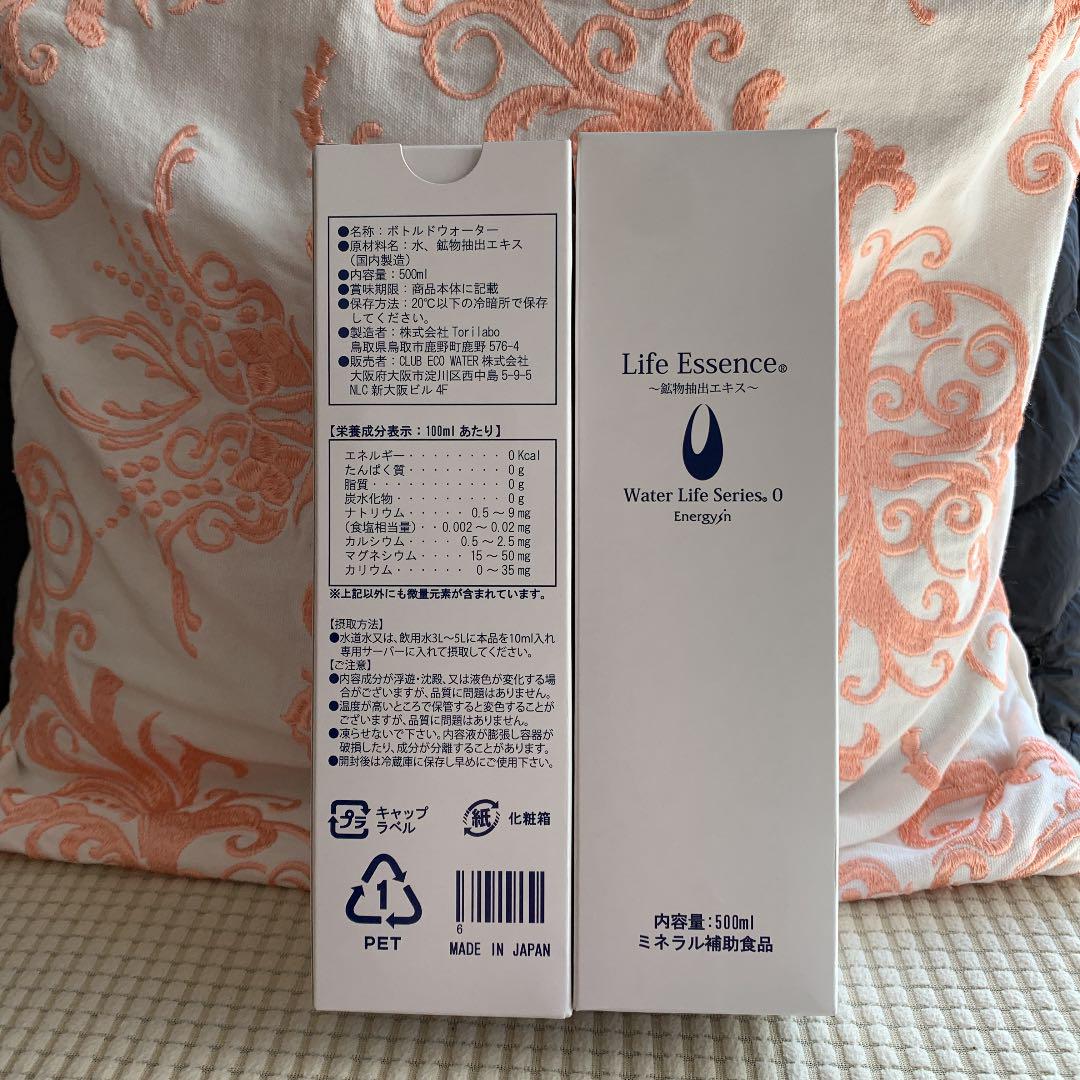 ●名称：ボトルドウォーター
●原材料名：水、鉱物抽出エキス
（国内製造）
●内容量：500ml
●賞味期限：商品本体に記載
●保存方法：20℃以下の冷暗所で保存
してください。
●製造者：株式会社Torilabo
鳥取県鳥取市鹿野町鹿野 576-4
●販売者：CLUB ECO WATER 株式会社
大阪府大阪市淀川区西中島 5-9-5
NLC 新大阪ビル 4F
【栄養成分表示：100ml あたり】
エネルギー・・・・・・・・0Kcal
たんぱく質・・・・・・・・0g
脂質・・・・・・・・・・・0g
炭水化物・・・・・・・・・0g
ナトリウム・・・・・0.5～9mg
（食塩相当量）・・0.002～0.02mg
カルシウム・・・・0.5～2.5mg
マグネシウム・・・・15～50mg
カリウム・・・・・・0～35mg
※上記以外にも微量元素が含まれています。
【摂取方法】
●水道水又は、飲用水3L～5Lに本品を10ml入れ
専用サーバーに入れて摂取してください。
【ご注意】
●内容成分が浮遊・沈殿、又は液色が変化する場
合がございますが、品質に問題はありません。
●温度が高いところで保管すると変色することが
ございますが、品質に問題はありません。
●凍らせないで下さい。内容液が膨張し容器が
破損したり、成分が分離することがあります。
●開封後は冷蔵庫に保存し早めにご使用下さい。
プラ キャップ
ラベル
紙 化粧箱
1
PET
6
MADE IN JAPAN
Life Essence®
～鉱物抽出エキス～
Water Life Series® 0
Energysin
内容量：500ml
ミネラル補助食品